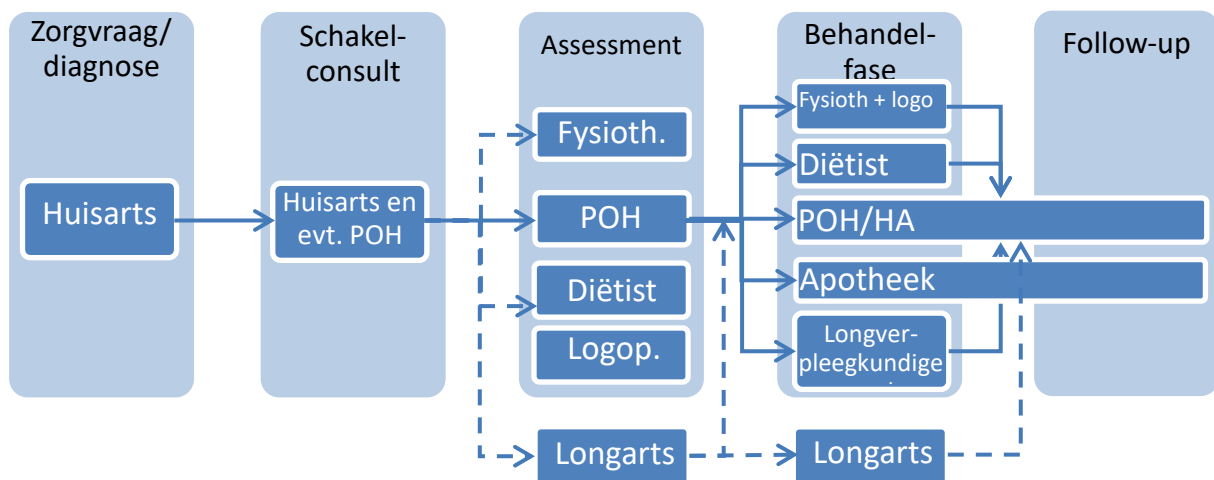 Zorgvraag/
diagnose
Huisarts
Schakel-
consult
Huisarts en
evt. POH
Assessment
Fysioth.
POH
Diëtist
Logop.
Longarts
Behandel-
fase
Fysioth + logo
Diëtist
POH/HA
Apotheek
Longver-
pleegkundige
Longarts
Follow-up